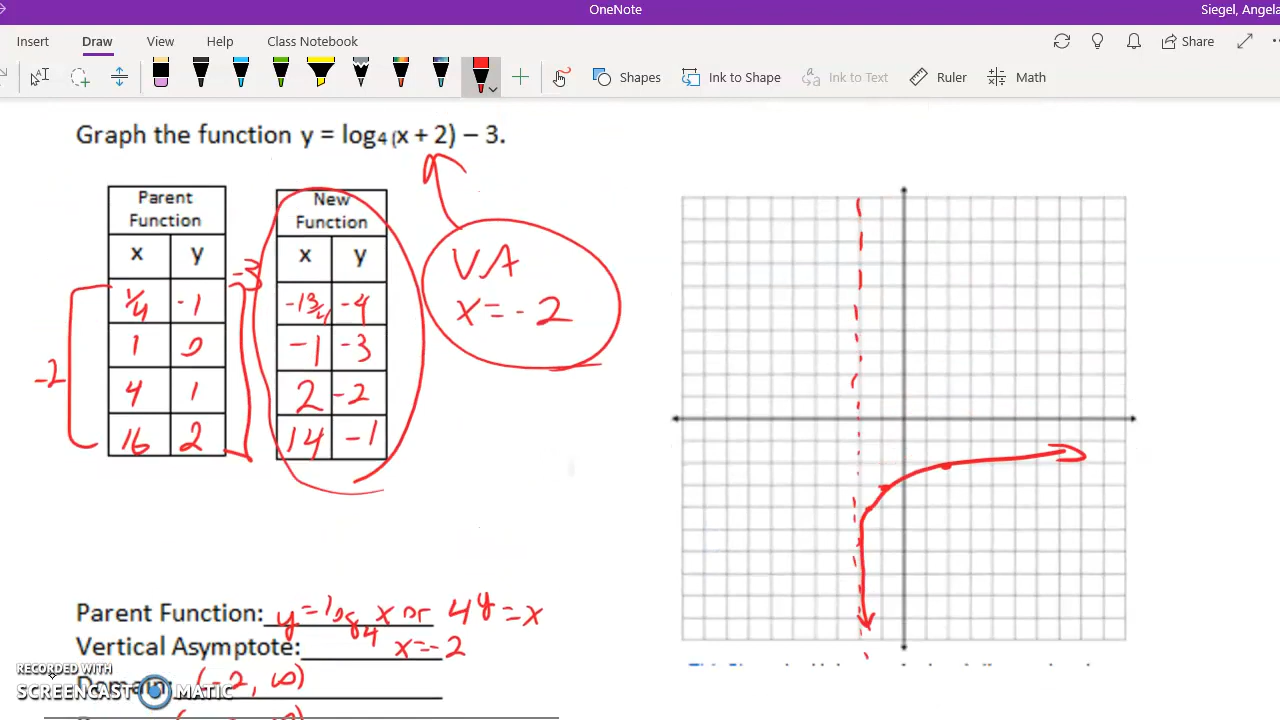 OneNote
Siegel, Angela
Insert Draw View Help Class Notebook Share
Shapes Ink to Shape Ink to Text Ruler Math
Graph the function y = log₄(x + 2) – 3.
Parent Function
New Function
x y
x y
-3
-2
¼ -1
-1¾ -4
1 0
-1 -3
4 1
2 -2
16 2
14 -1
VA
x = -2
Parent Function: y = log₄ x or 4^y = x
Vertical Asymptote: x = -2
Domain: (-2, ∞)
RECORDED WITH
SCREENCAST MATIC